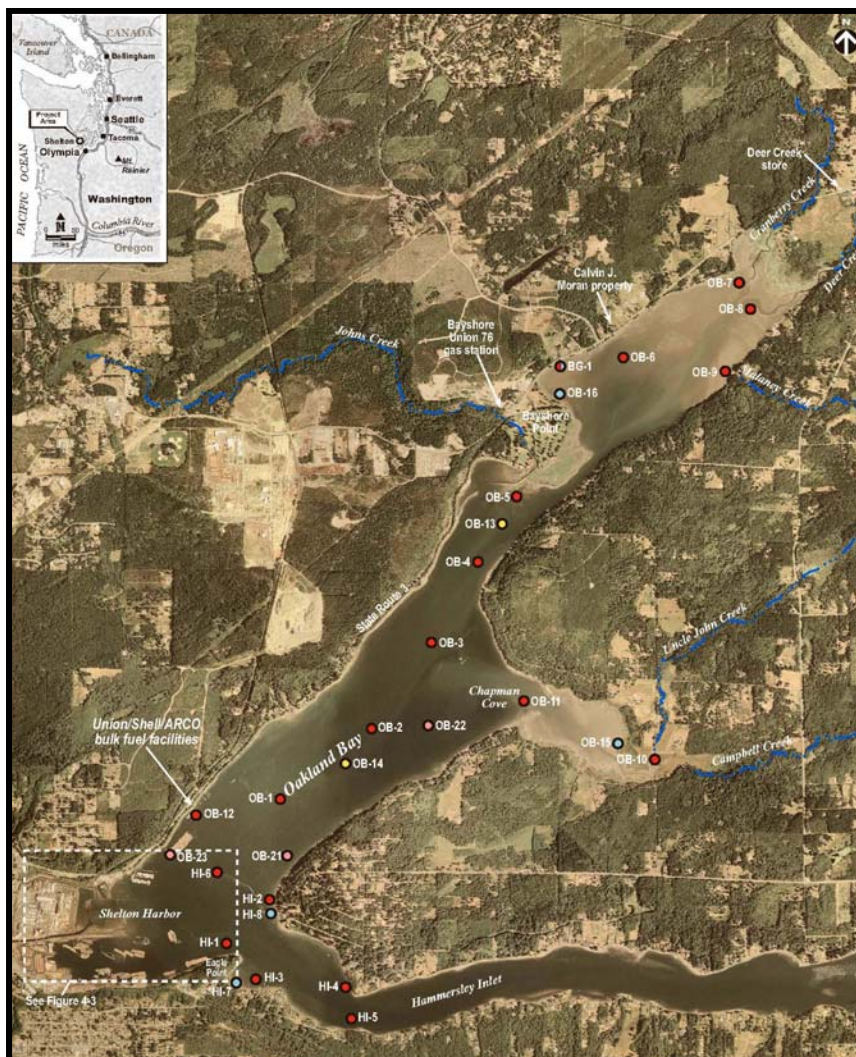 CANADA
Vancouver
Island
Bellingham
Everett
Seattle
Project
Area
Shelton
Tacoma
Olympia
Mt.
Rainier
Washington
PACIFIC OCEAN
N
0 50
miles
Columbia River
Oregon
N
Deer Creek
store
Cranberry Creek
Deer Creek
Calvin J.
Moran property
OB-7
OB-8
Bayshore
Union 76
gas station
Johns Creek
BG-1
OB-6
OB-9
Malaney Creek
OB-16
Bayshore
Point
OB-5
OB-13
OB-4
State Route 3
Uncle John Creek
OB-3
Chapman
Cove
OB-11
Union/Shell/ARCO
bulk fuel facilities
OB-2
OB-22
OB-15
OB-10
Campbell Creek
Oakland Bay
OB-14
OB-1
OB-12
OB-23
OB-21
HI-6
HI-2
HI-8
Shelton Harbor
HI-1
Eagle
Point
HI-3
HI-7
HI-4
Hammersley Inlet
See Figure 4-3
HI-5